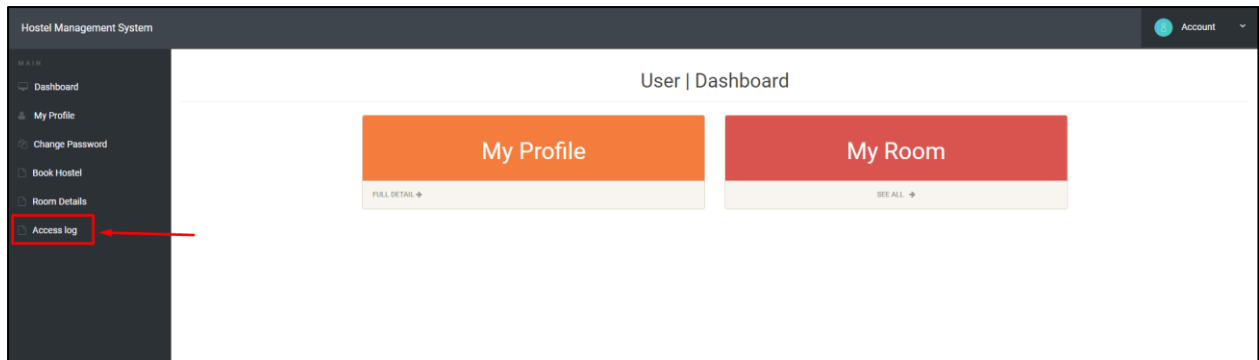 Hostel Management System
Account
MAIN
Dashboard
My Profile
Change Password
Book Hostel
Room Details
Access log
User | Dashboard
My Profile
FULL DETAIL
My Room
SEE ALL